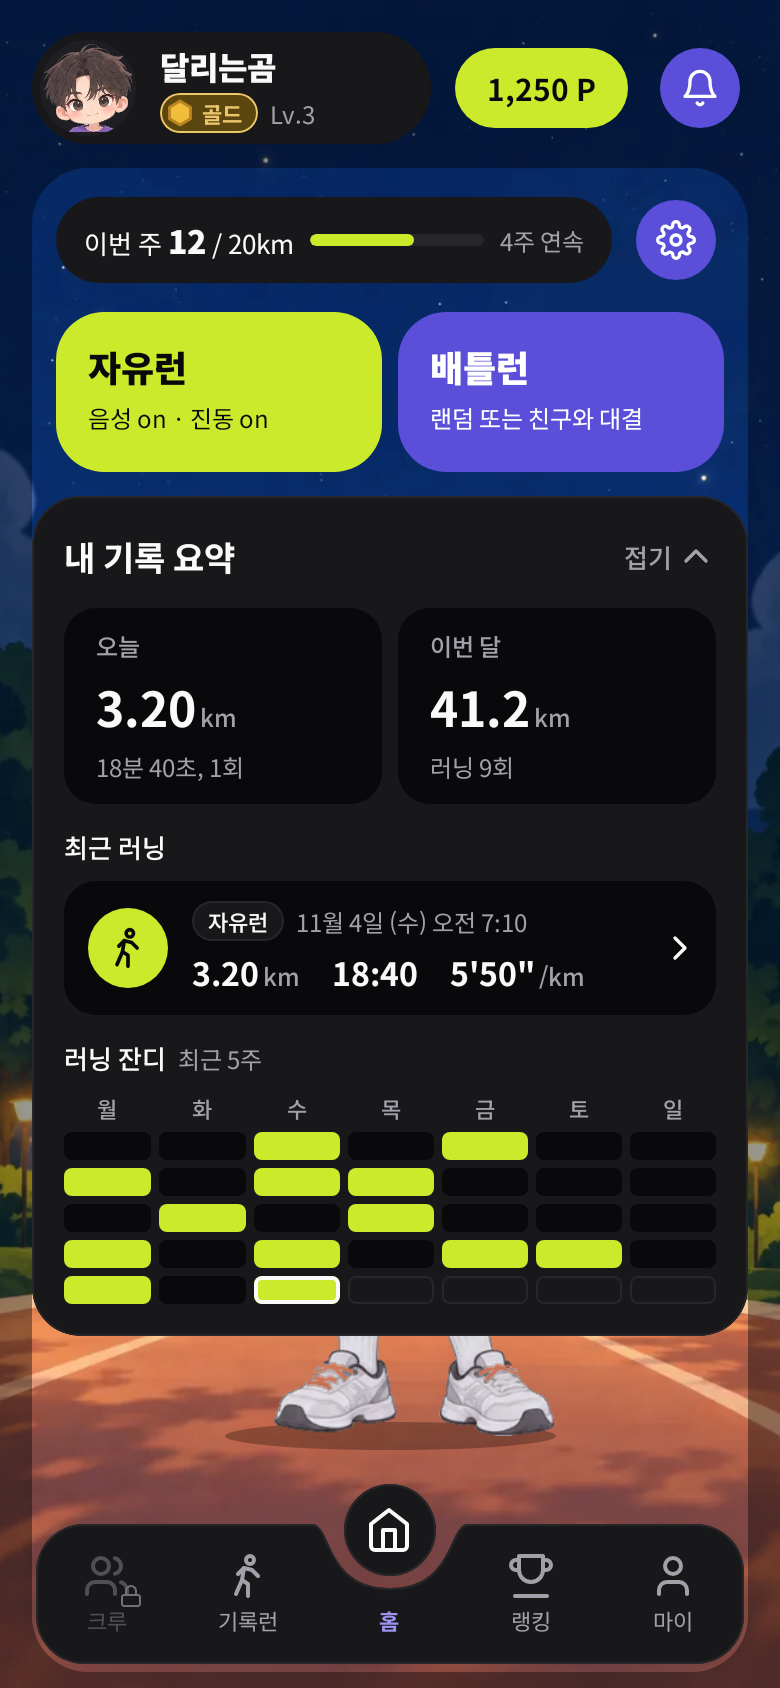 달리는곰
골드 Lv.3
1,250 P
이번 주 12 / 20km 4주 연속
자유런
음성 on · 진동 on
배틀런
랜덤 또는 친구와 대결
내 기록 요약 접기
오늘
3.20 km
18분 40초, 1회
이번 달
41.2 km
러닝 9회
최근 러닝
자유런 11월 4일 (수) 오전 7:10
3.20 km 18:40 5'50" /km
러닝 잔디 최근 5주
월 화 수 목 금 토 일
크루 기록런 홈 랭킹 마이